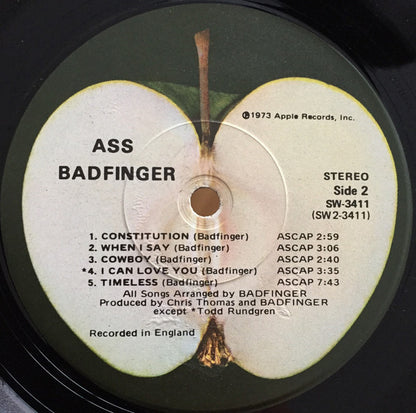 ASS
BADFINGER
℗1973 Apple Records, Inc.
STEREO
Side 2
SW-3411
(SW2-3411)
1. CONSTITUTION (Badfinger) ASCAP 2:59
2. WHEN I SAY (Badfinger) ASCAP 3:06
3. COWBOY (Badfinger) ASCAP 2:40
*4. I CAN LOVE YOU (Badfinger) ASCAP 3:35
5. TIMELESS (Badfinger) ASCAP 7:43
All Songs Arranged by BADFINGER
Produced by Chris Thomas and BADFINGER
except *Todd Rundgren
Recorded in England